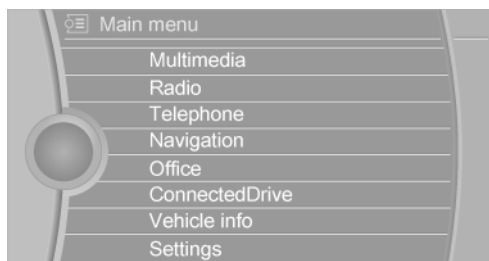 Main menu
Multimedia
Radio
Telephone
Navigation
Office
ConnectedDrive
Vehicle info
Settings